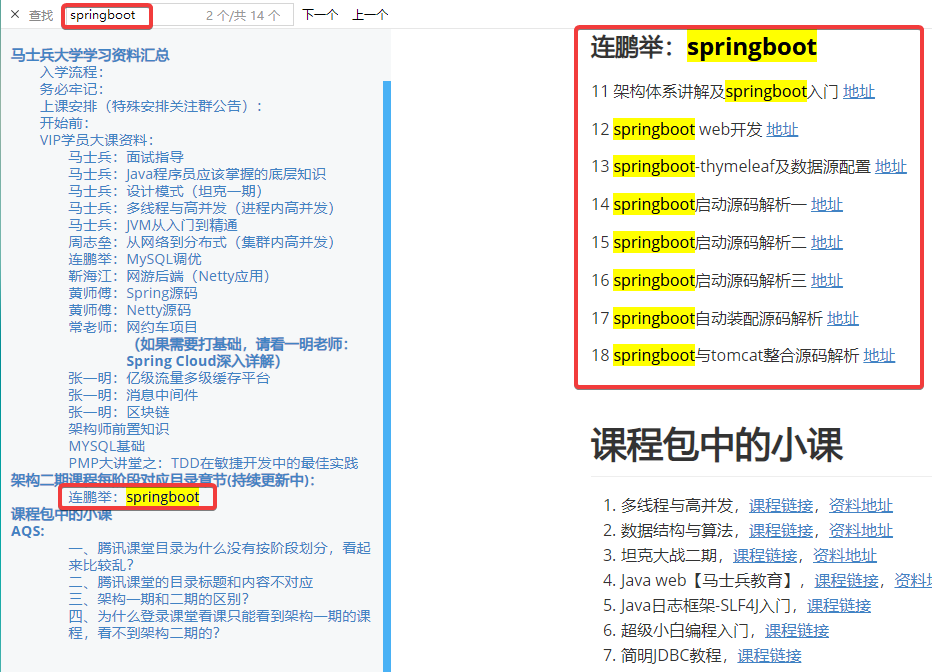 × 查找 springboot 2 个/共 14 个 下一个 上一个
马士兵大学学习资料汇总
入学流程：
务必牢记：
上课安排（特殊安排关注群公告）：
开始前：
VIP学员大课资料：
马士兵：面试指导
马士兵：Java程序员应该掌握的底层知识
马士兵：设计模式（坦克一期）
马士兵：多线程与高并发（进程内高并发）
马士兵：JVM从入门到精通
周志垒：从网络到分布式（集群内高并发）
连鹏举：MySQL调优
靳海江：网游后端（Netty应用）
黄师傅：Spring源码
黄师傅：Netty源码
常老师：网约车项目
（如果需要打基础，请看一明老师：
Spring Cloud深入详解）
张一明：亿级流量多级缓存平台
张一明：消息中间件
张一明：区块链
架构师前置知识
MYSQL基础
PMP大讲堂之：TDD在敏捷开发中的最佳实践
架构二期课程每阶段对应目录章节(持续更新中)：
连鹏举：springboot
课程包中的小课
AQS:
一、腾讯课堂目录为什么没有按阶段划分，看起
来比较乱？
二、腾讯课堂的目录标题和内容不对应
三、架构一期和二期的区别？
四、为什么登录课堂看课只能看到架构一期的课
程，看不到架构二期的？
连鹏举：springboot
11 架构体系讲解及springboot入门 地址
12 springboot web开发 地址
13 springboot-thymeleaf及数据源配置 地址
14 springboot启动源码解析一 地址
15 springboot启动源码解析二 地址
16 springboot启动源码解析三 地址
17 springboot自动装配源码解析 地址
18 springboot与tomcat整合源码解析 地址
课程包中的小课
1. 多线程与高并发，课程链接，资料地址
2. 数据结构与算法，课程链接，资料地址
3. 坦克大战二期，课程链接，资料地址
4. Java web【马士兵教育】，课程链接，资料
5. Java日志框架-SLF4J入门，课程链接
6. 超级小白编程入门，课程链接
7. 简明JDBC教程，课程链接